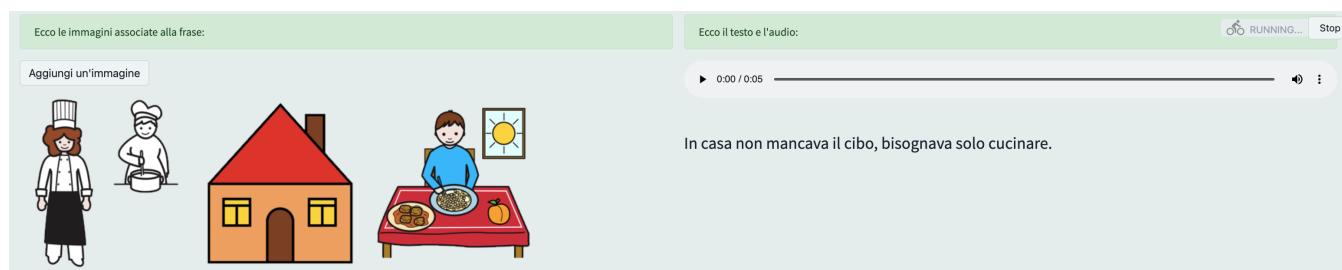 Ecco le immagini associate alla frase:
Aggiungi un'immagine
Ecco il testo e l'audio:
RUNNING...
Stop
0:00 / 0:05
In casa non mancava il cibo, bisognava solo cucinare.